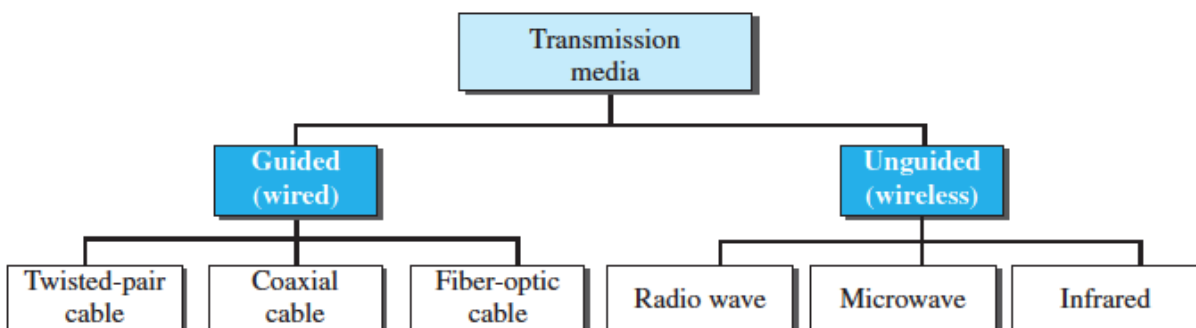 Transmission
media
Guided
(wired)
Unguided
(wireless)
Twisted-pair
cable
Coaxial
cable
Fiber-optic
cable
Radio wave
Microwave
Infrared